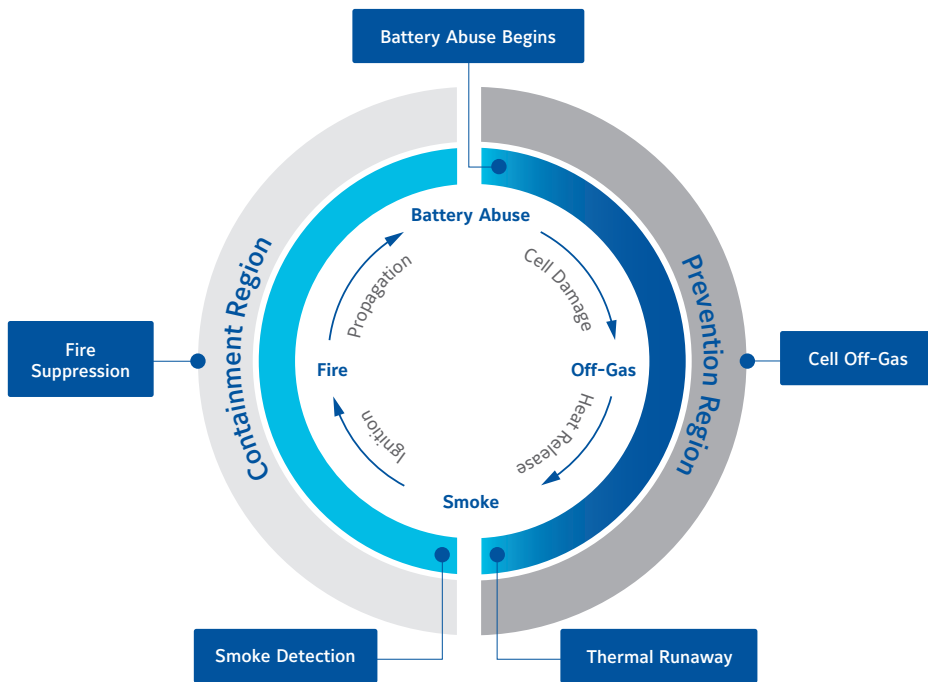 Battery Abuse Begins
Battery Abuse
Cell Damage
Propagation
Containment Region
Prevention Region
Fire
Suppression
Fire
Off-Gas
Cell Off-Gas
Ignition
Heat Release
Smoke
Smoke Detection
Thermal Runaway